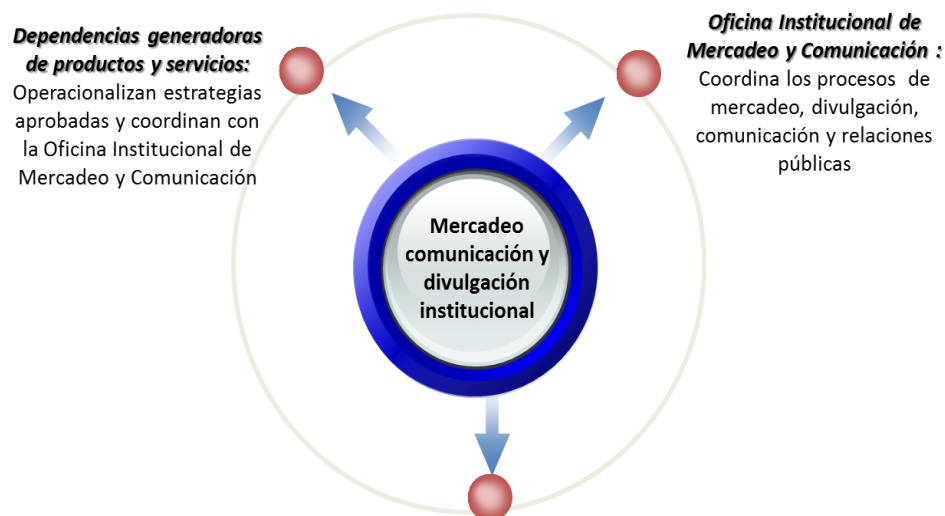 Dependencias generadoras
de productos y servicios:
Operacionalizan estrategias
aprobadas y coordinan con
la Oficina Institucional de
Mercadeo y Comunicación
Oficina Institucional de
Mercadeo y Comunicación :
Coordina los procesos de
mercadeo, divulgación,
comunicación y relaciones
públicas
Mercadeo
comunicación y
divulgación
institucional